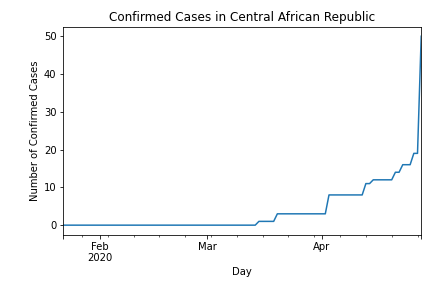 Confirmed Cases in Central African Republic
Number of Confirmed Cases
50
40
30
20
10
0
Feb
2020
Mar
Apr
Day